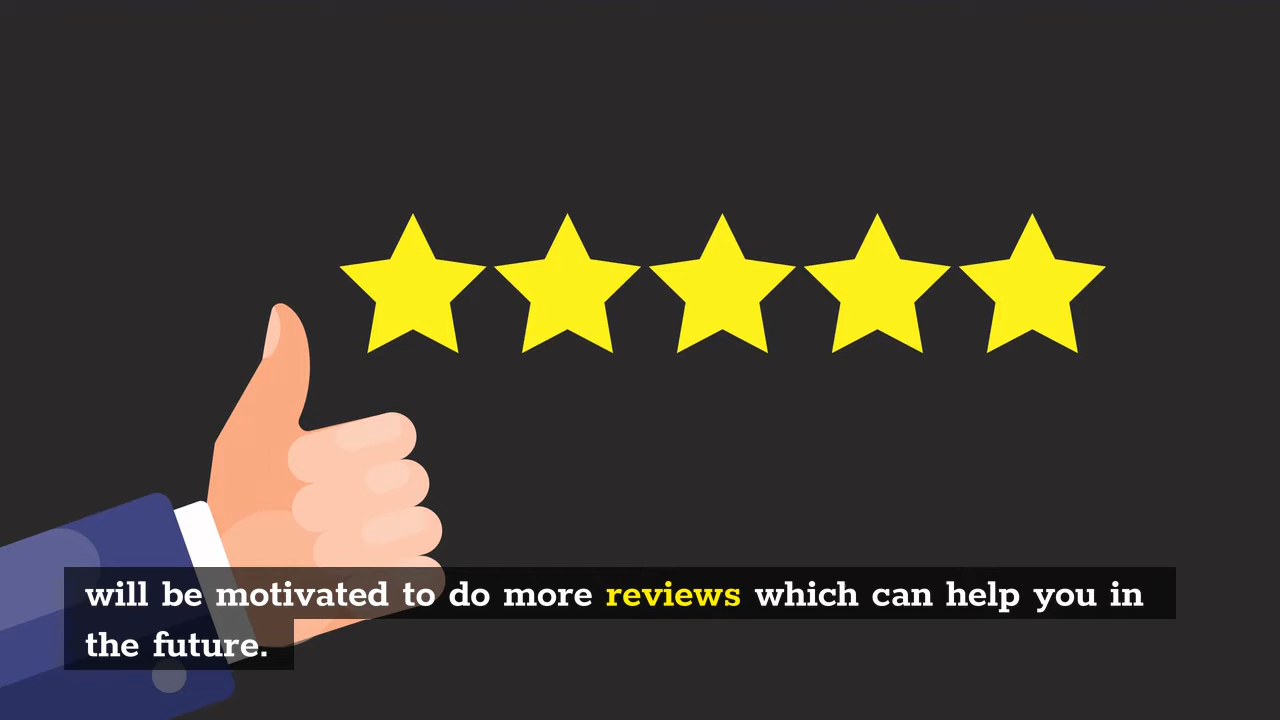 will be motivated to do more reviews which can help you in
the future.